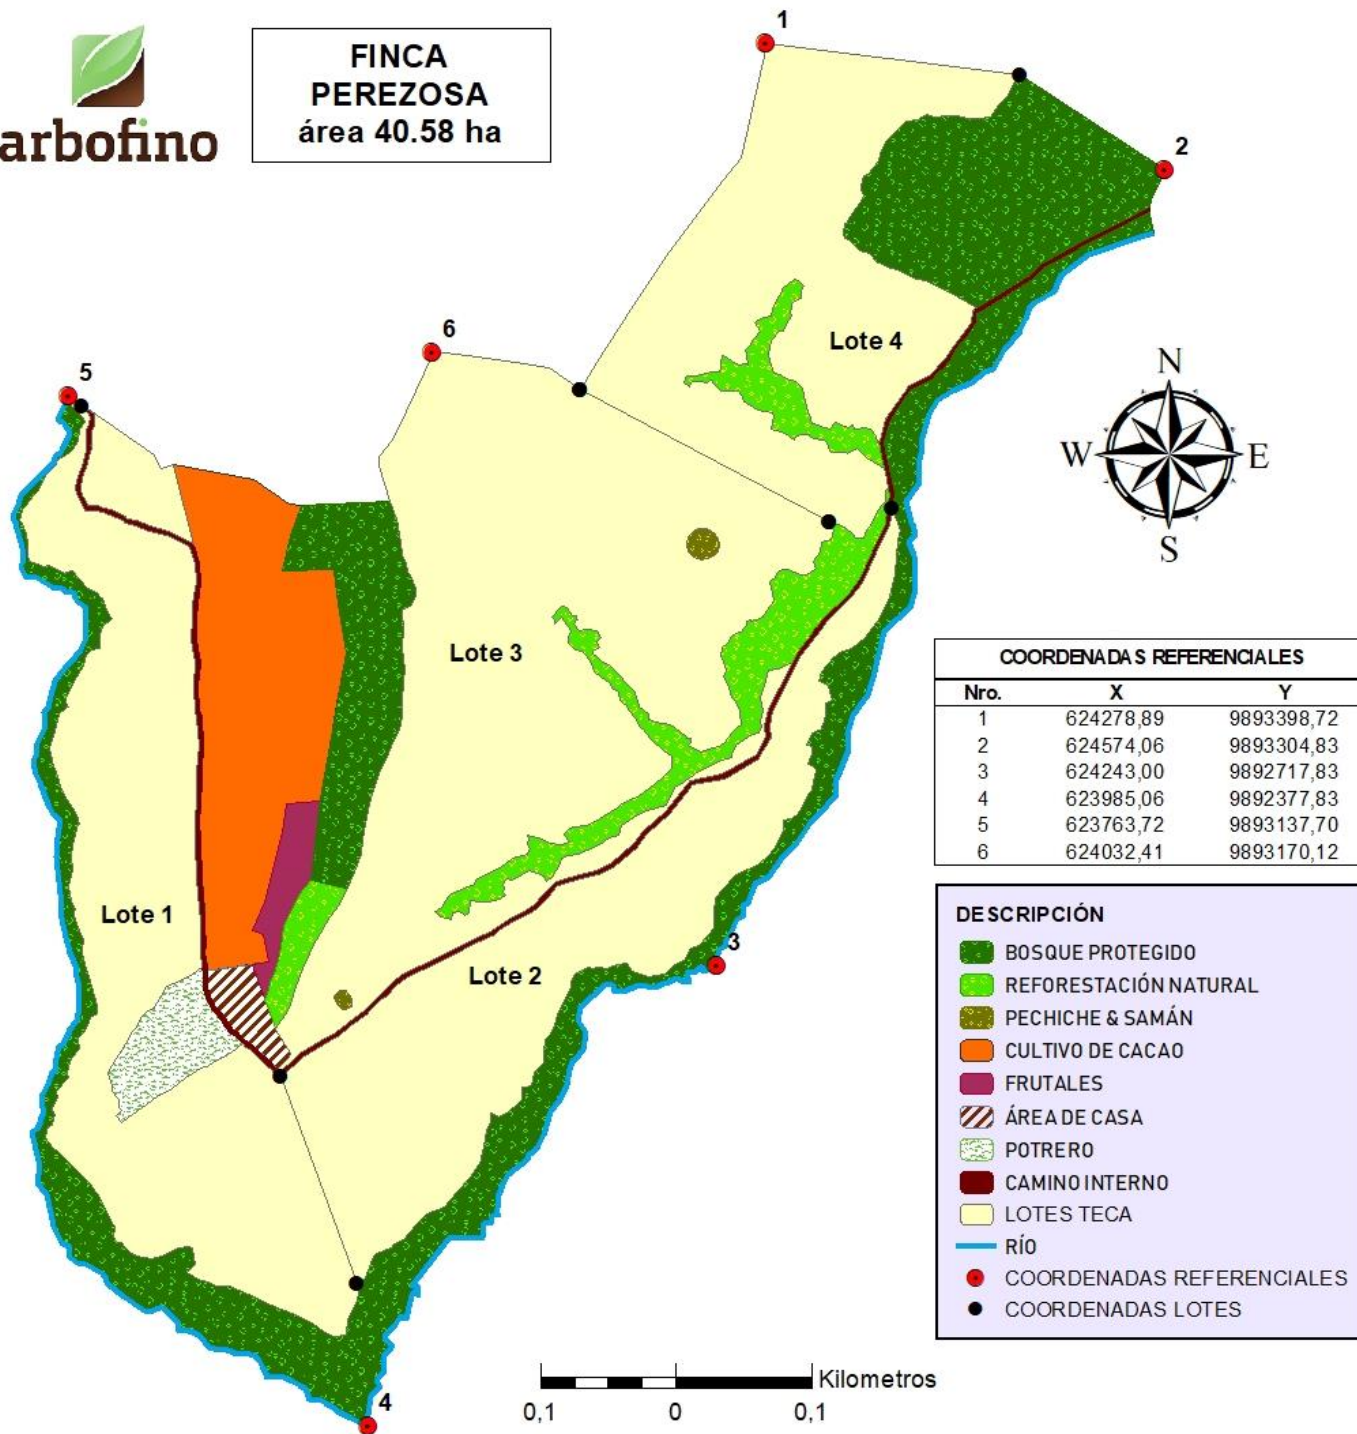 arbofino
FINCA
PEREZOSA
área 40.58 ha
1
2
Lote 4
6
5
N
W E
S
Lote 3
COORDENADAS REFERENCIALES
Nro. X Y
1 624278,89 9893398,72
2 624574,06 9893304,83
3 624243,00 9892717,83
4 623985,06 9892377,83
5 623763,72 9893137,70
6 624032,41 9893170,12
Lote 1
Lote 2
3
DESCRIPCIÓN
BOSQUE PROTEGIDO
REFORESTACIÓN NATURAL
PECHICHE & SAMÁN
CULTIVO DE CACAO
FRUTALES
ÁREA DE CASA
POTRERO
CAMINO INTERNO
LOTES TECA
RÍO
COORDENADAS REFERENCIALES
COORDENADAS LOTES
4
Kilometros
0,1 0 0,1